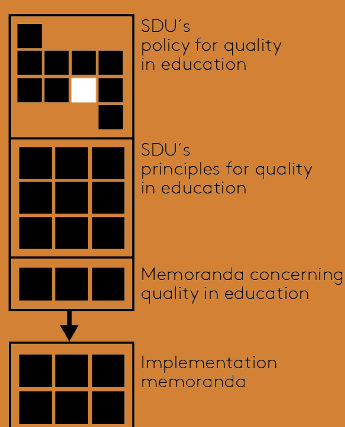 SDU´s
policy for quality
in education
SDU´s
principles for quality
in education
Memoranda concerning
quality in education
Implementation
memoranda